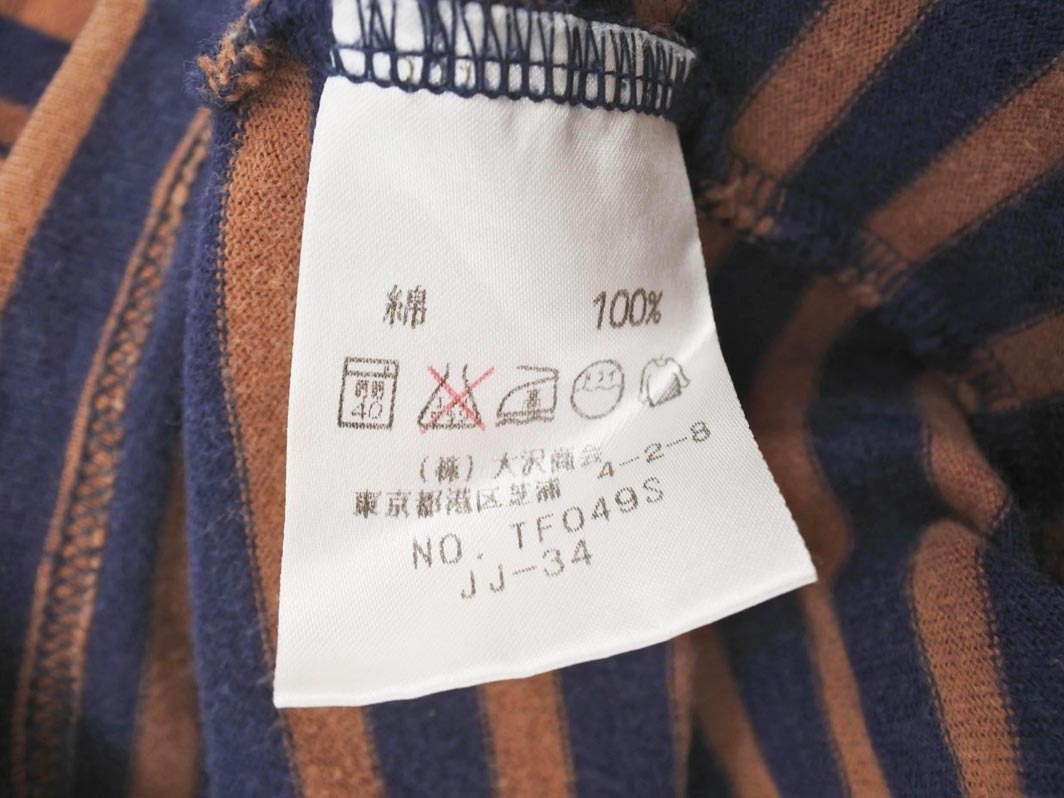 綿 100%
40
(株) 大沢商会
東京都港区芝浦 4-2-8
NO. TF049S
JJ-34